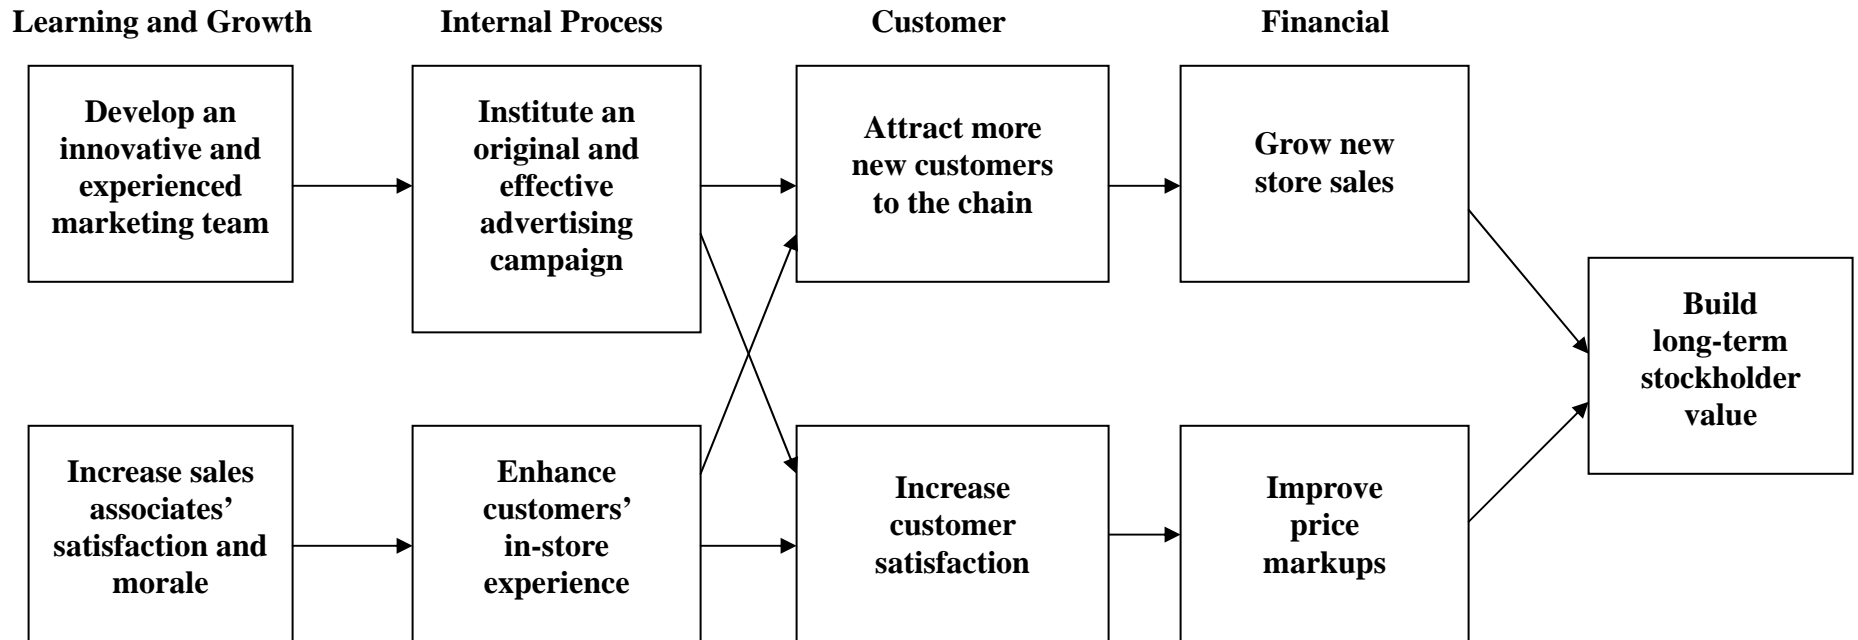 Learning and Growth
Internal Process
Customer
Financial
Develop an
innovative and
experienced
marketing team
Institute an
original and
effective
advertising
campaign
Attract more
new customers
to the chain
Grow new
store sales
Build
long-term
stockholder
value
Increase sales
associates’
satisfaction and
morale
Enhance
customers’
in-store
experience
Increase
customer
satisfaction
Improve
price
markups